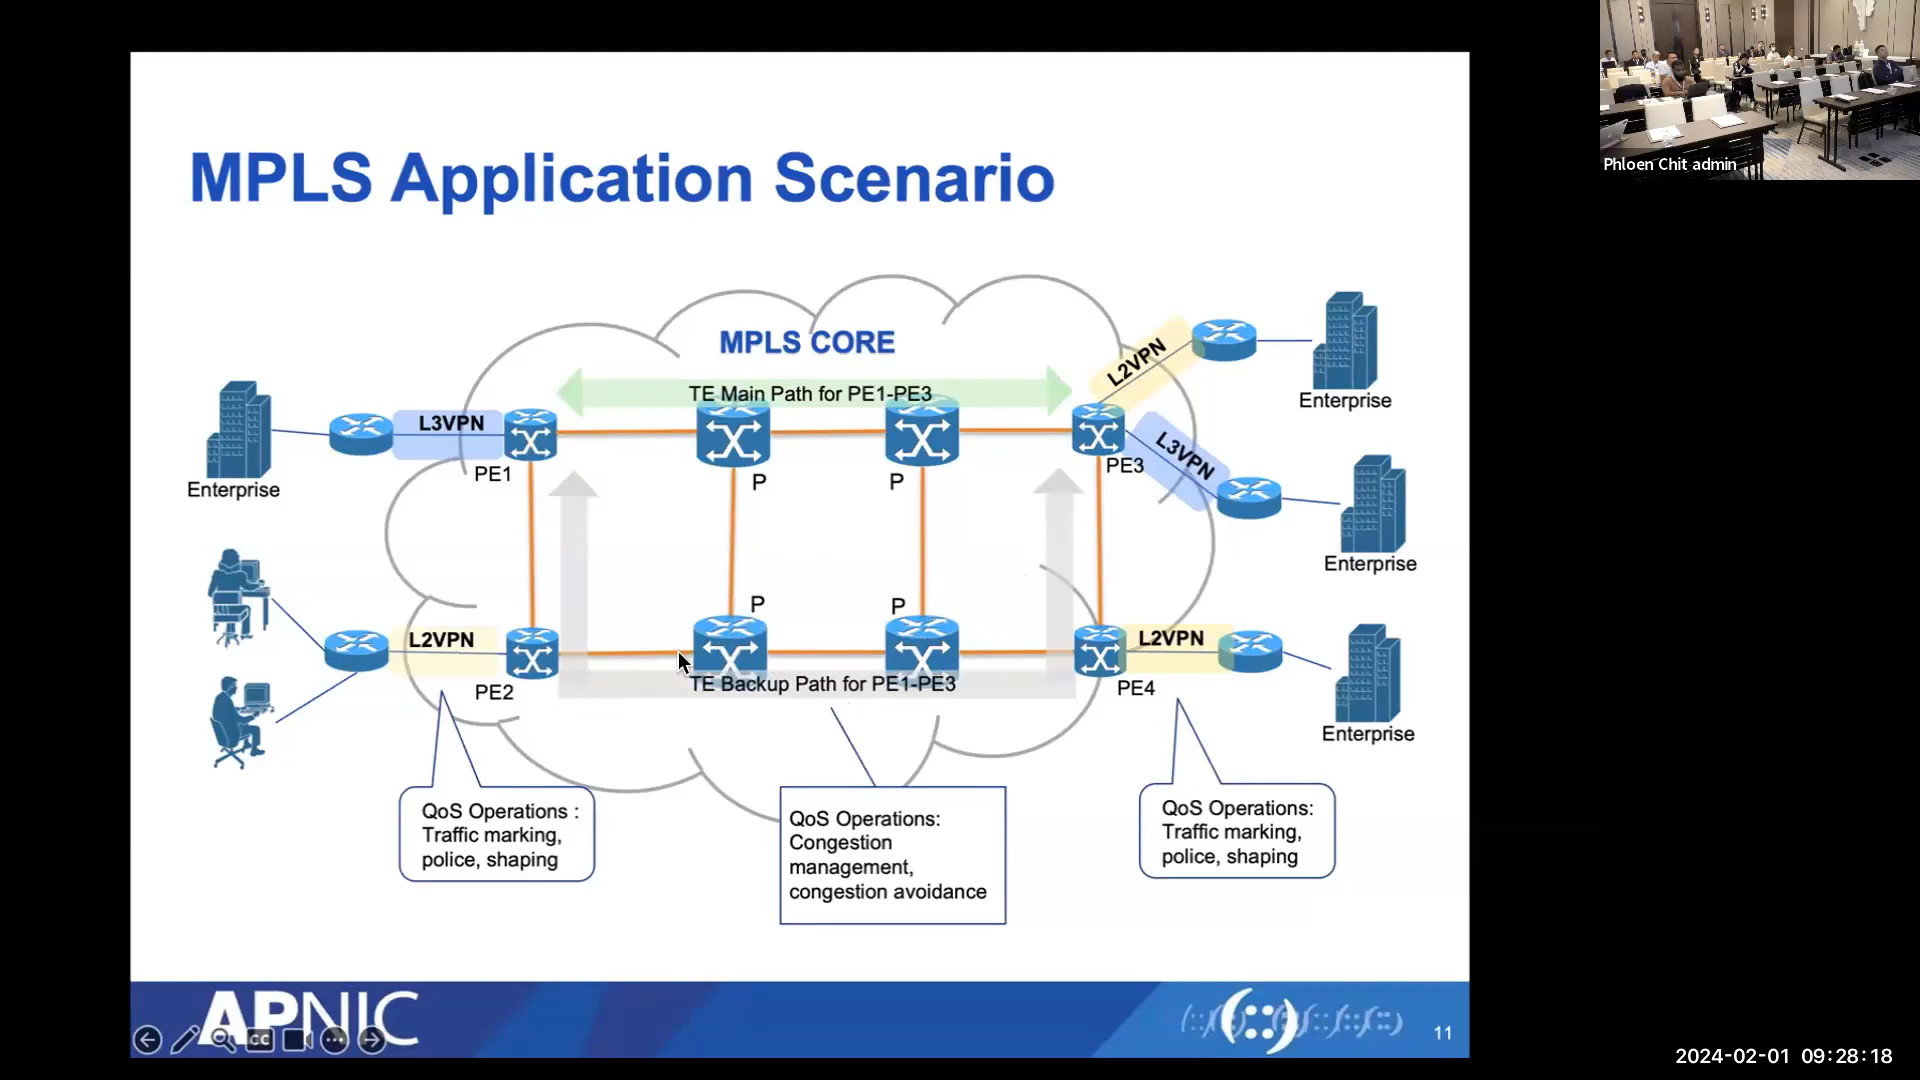 Phloen Chit admin
MPLS Application Scenario
MPLS CORE
TE Main Path for PE1-PE3
L2VPN
Enterprise
L3VPN
PE1
P
P
PE3
L3VPN
Enterprise
Enterprise
P
P
L2VPN
PE2
TE Backup Path for PE1-PE3
L2VPN
PE4
Enterprise
QoS Operations :
Traffic marking,
police, shaping
QoS Operations:
Congestion
management,
congestion avoidance
QoS Operations:
Traffic marking,
police, shaping
APNIC
CC
11
2024-02-01 09:28:18